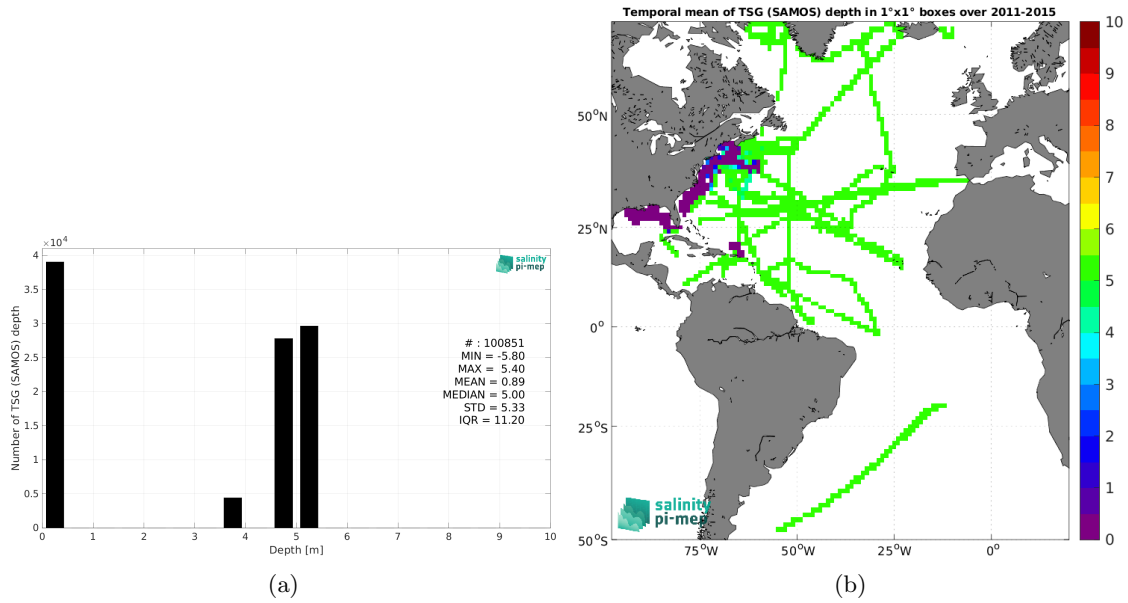 ×10⁴
4
3.5
3
2.5
2
1.5
1
0.5
0
Number of TSG (SAMOS) depth
0 1 2 3 4 5 6 7 8 9 10
Depth [m]
salinity
pi-mep
# : 100851
MIN = -5.80
MAX = 5.40
MEAN = 0.89
MEDIAN = 5.00
STD = 5.33
IQR = 11.20
(a)
Temporal mean of TSG (SAMOS) depth in 1°x1° boxes over 2011-2015
50°N
25°N
0°
25°S
50°S
75°W 50°W 25°W 0°
salinity
pi-mep
10
9
8
7
6
5
4
3
2
1
0
(b)